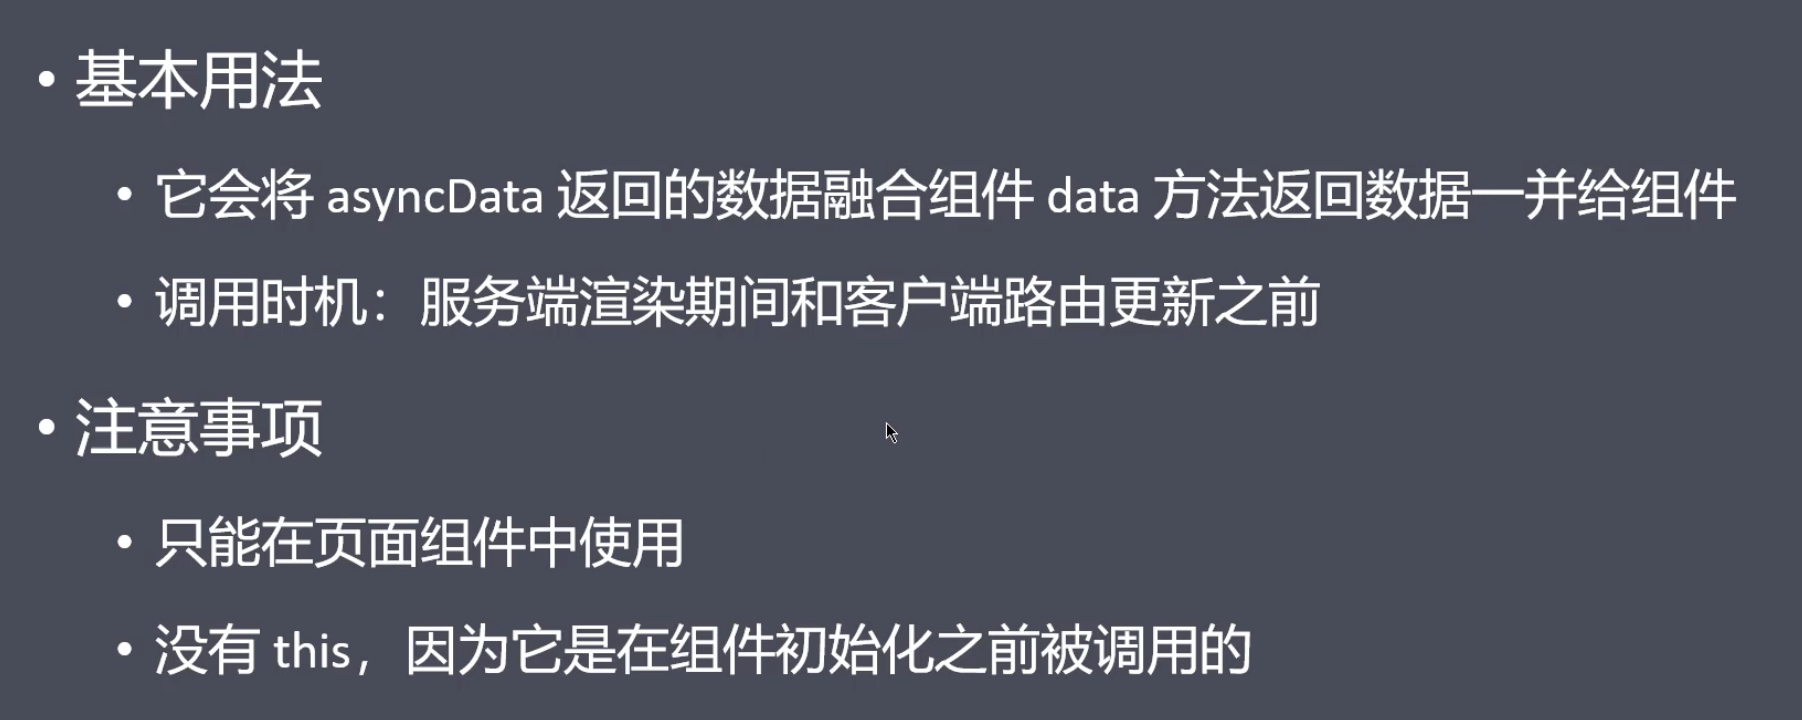 • 基本用法
• 它会将 asyncData 返回的数据融合组件 data 方法返回数据一并给组件
• 调用时机：服务端渲染期间和客户端路由更新之前
• 注意事项
• 只能在页面组件中使用
• 没有 this，因为它是在组件初始化之前被调用的